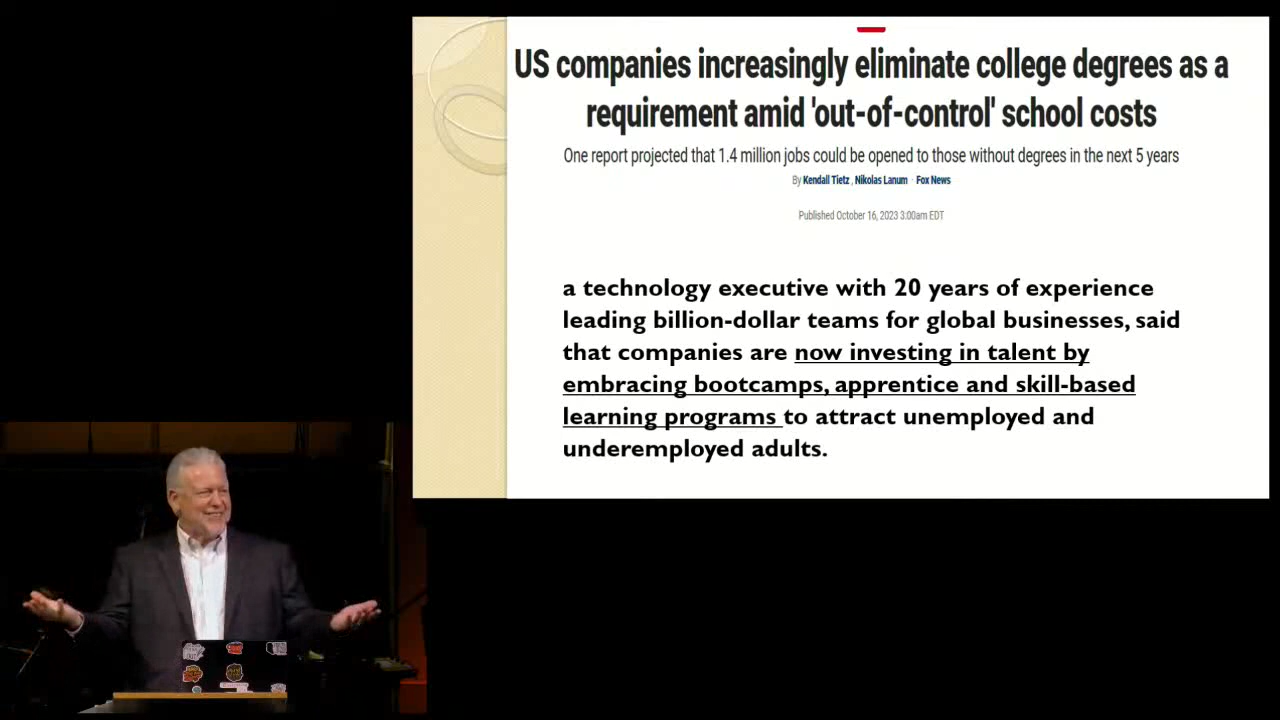 US companies increasingly eliminate college degrees as a
requirement amid 'out-of-control' school costs
One report projected that 1.4 million jobs could be opened to those without degrees in the next 5 years
By Kendall Tietz , Nikolas Lanum · Fox News
Published October 16, 2023 3:00am EDT
a technology executive with 20 years of experience
leading billion-dollar teams for global businesses, said
that companies are now investing in talent by
embracing bootcamps, apprentice and skill-based
learning programs to attract unemployed and
underemployed adults.